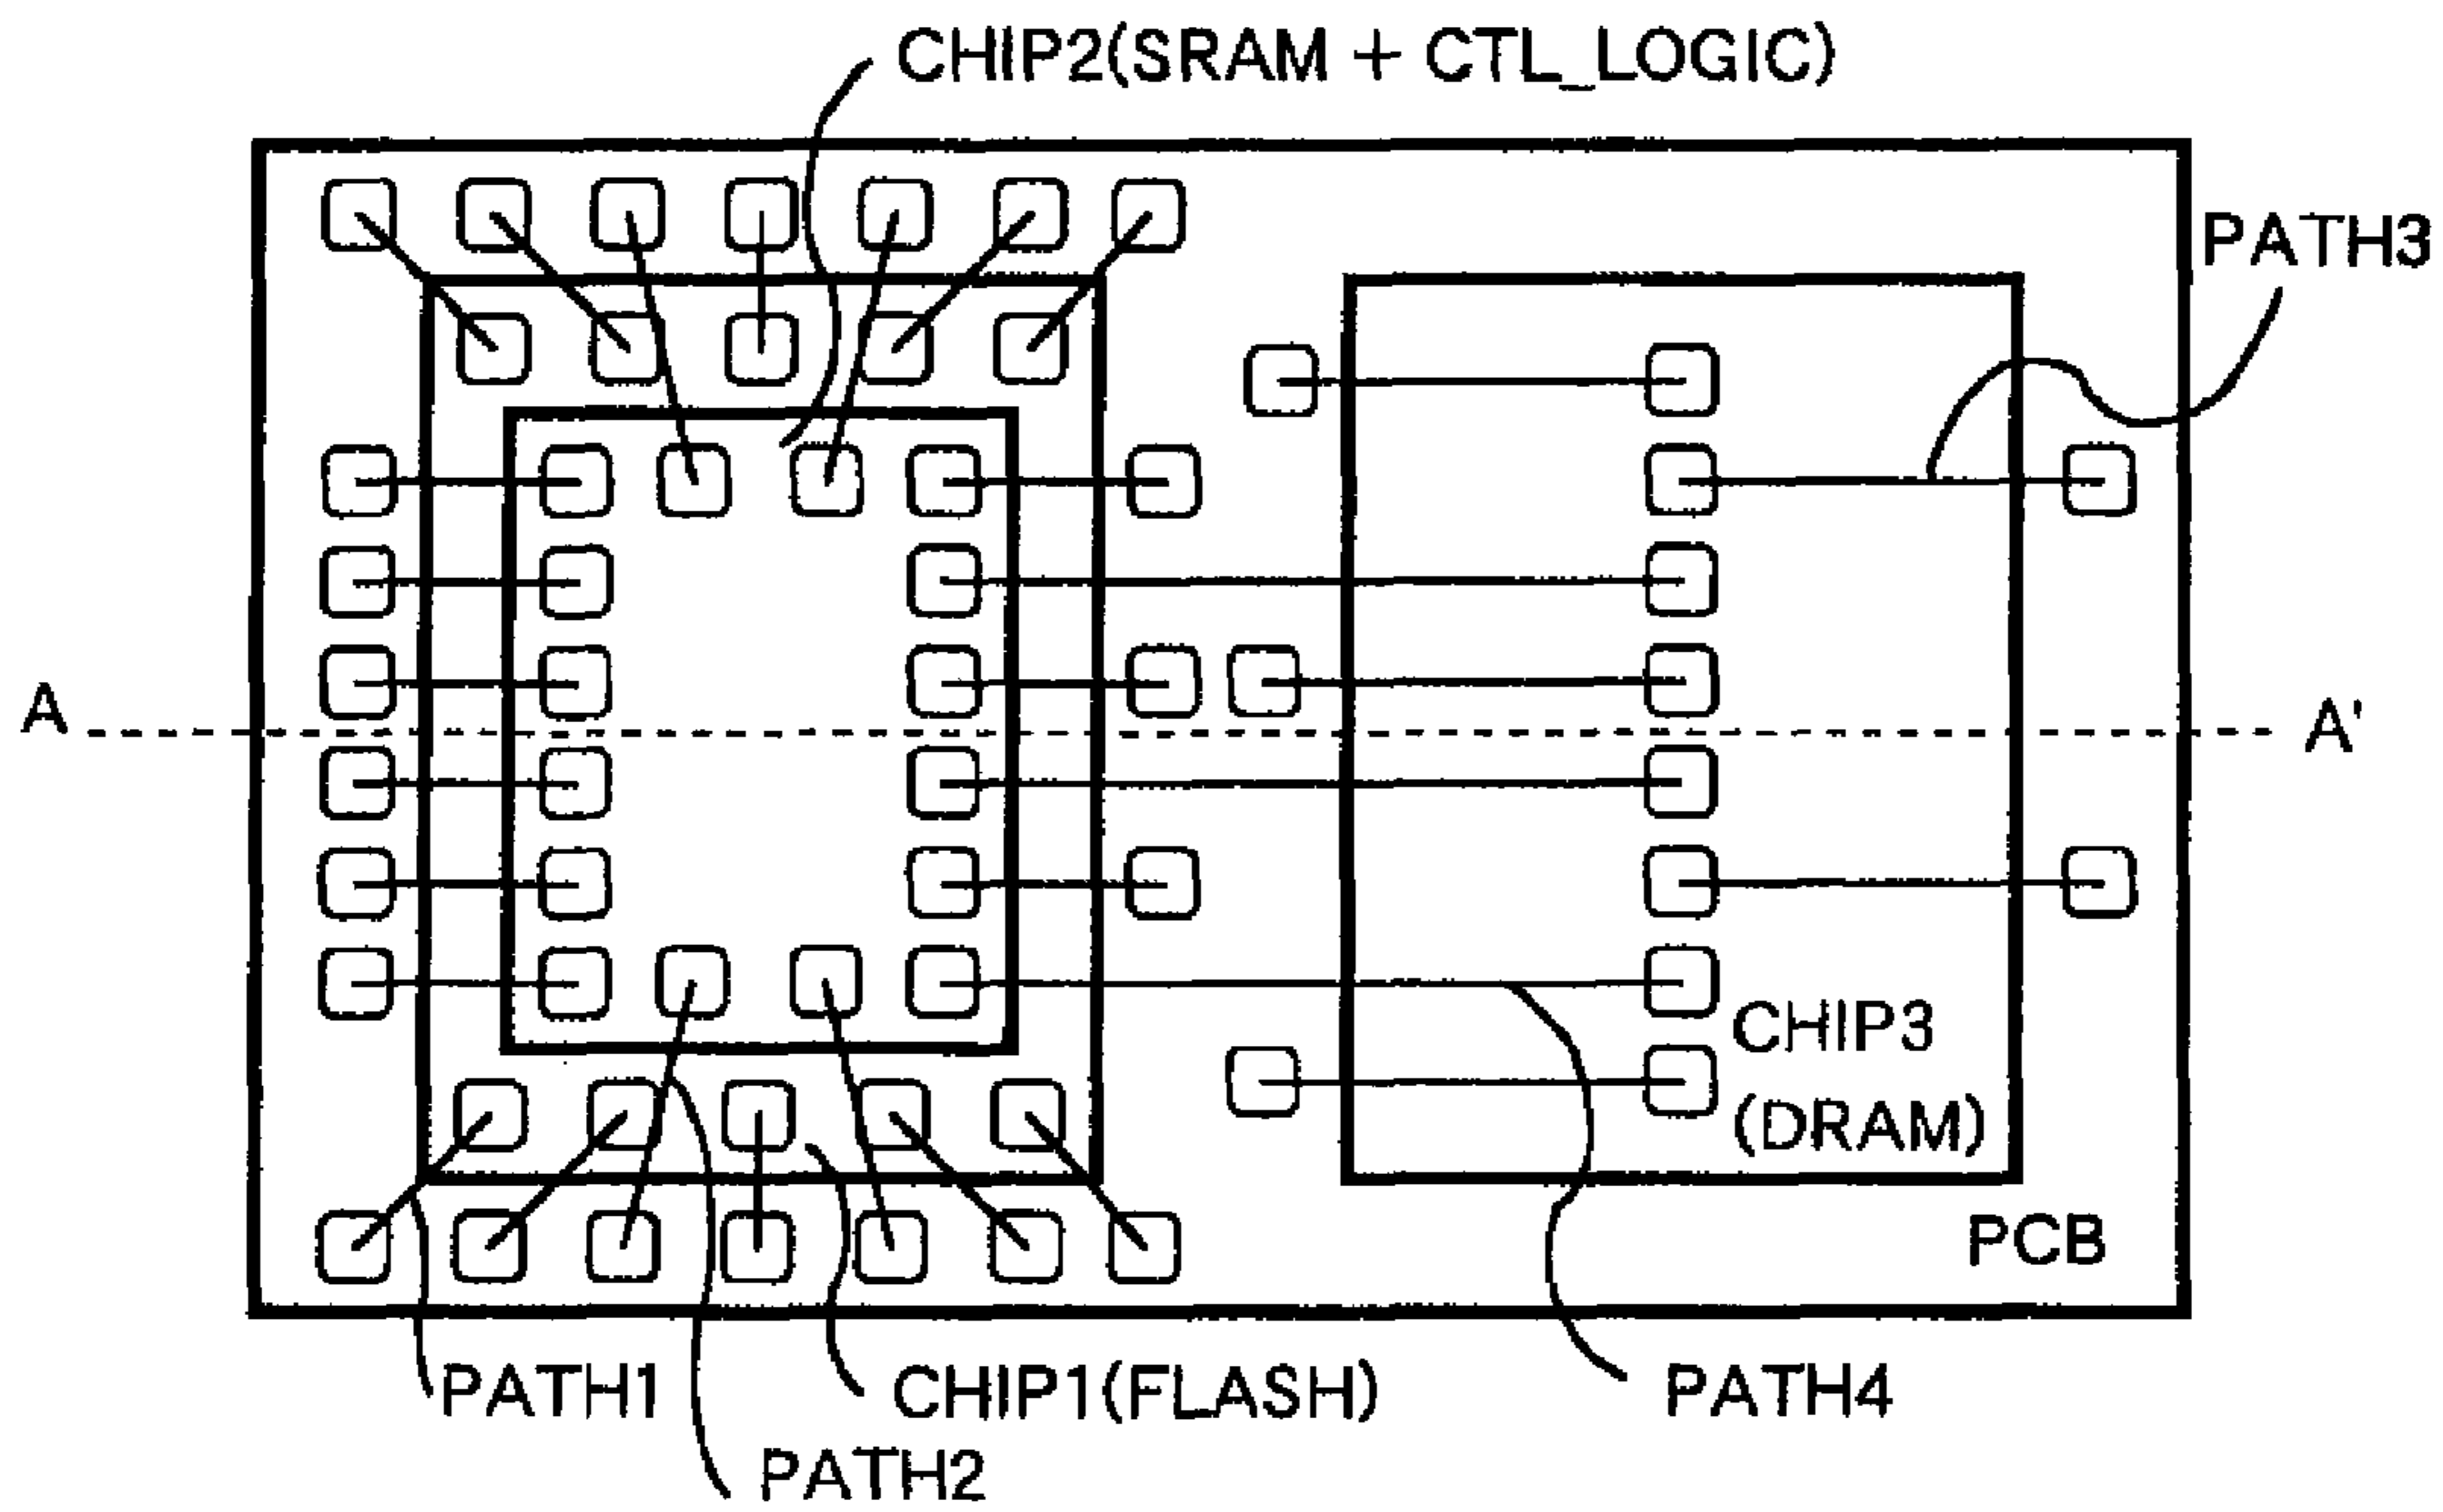 CHIP2(SRAM + CTL_LOGIC)
PATH3
A
A'
CHIP3
(DRAM)
PCB
PATH1
CHIP1(FLASH)
PATH4
PATH2